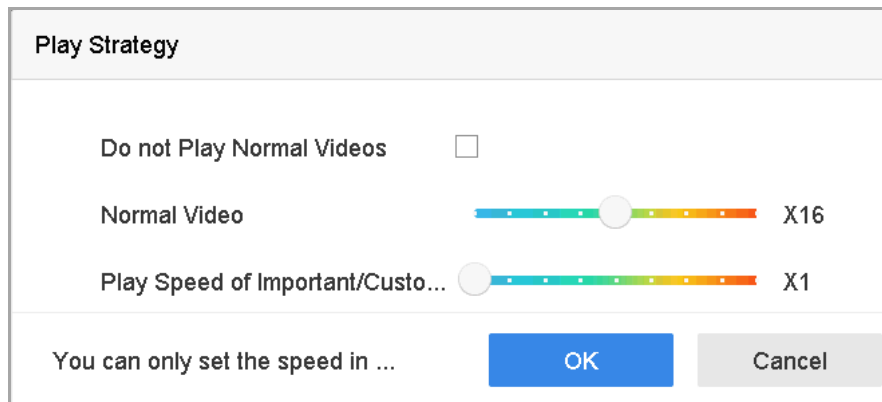 Play Strategy
Do not Play Normal Videos
Normal Video X16
Play Speed of Important/Custo... X1
You can only set the speed in ... OK Cancel